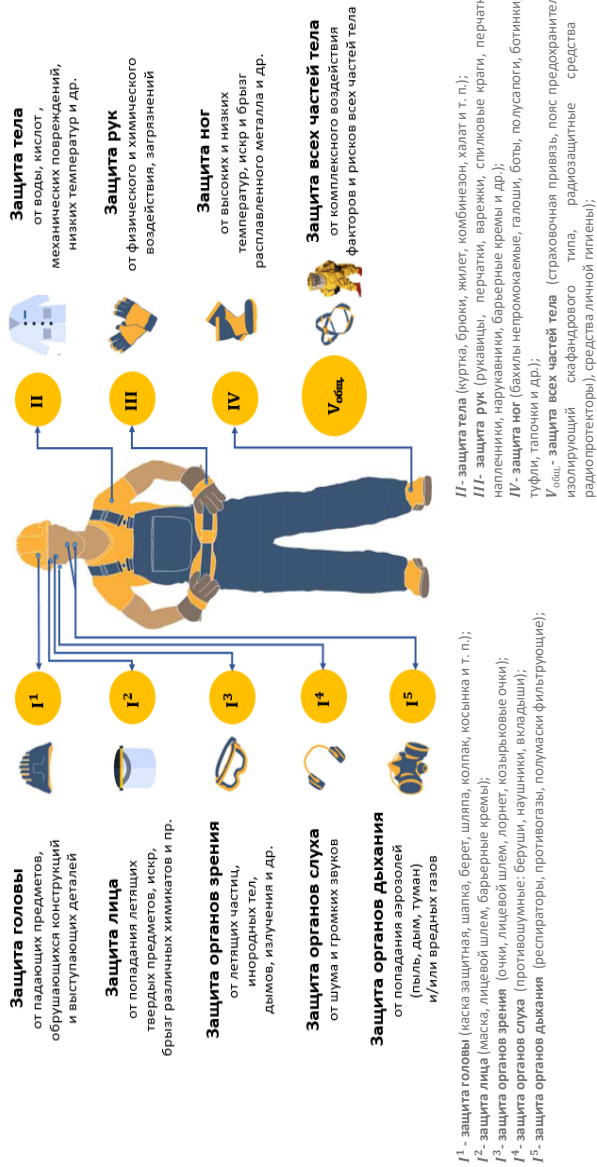 Защита головы
от падающих предметов,
обрушающихся конструкций
и выступающих деталей
I¹
Защита лица
от попадания летящих
твердых предметов, искр,
брызг различных химикатов и пр.
I²
Защита органов зрения
от летящих частиц,
инородных тел,
дымов, излучения и др.
I³
Защита органов слуха
от шума и громких звуков
I⁴
Защита органов дыхания
от попадания аэрозолей
(пыль, дым, туман)
и/или вредных газов
I⁵
II
Защита тела
от воды, кислот ,
механических повреждений,
низких температур и др.
III
Защита рук
от физического и химического
воздействия, загрязнений
IV
Защита ног
от высоких и низких
температур, искр и брызг
расплавленного металла и др.
Vобщ.
Защита всех частей тела
от комплексного воздействия
факторов и рисков всех частей тела
I¹ - защита головы (каска защитная, шапка, берет, шляпа, колпак, косынка и т. п.);
I²- защита лица (маска, лицевой шлем, барьерные кремы);
I³- защита органов зрения (очки, лицевой шлем, лорнет, козырьковые очки);
I⁴- защита органов слуха (противошумные: беруши, наушники, вкладыши);
I⁵- защита органов дыхания (респираторы, противогазы, полумаски фильтрующие);
II- защита тела (куртка, брюки, жилет, комбинезон, халат и т. п.);
III- защита рук (рукавицы, перчатки, варежки, спилковые краги,
наплечники, нарукавники, барьерные кремы и др.);
IV- защита ног (бахилы непромокаемые, галоши, боты, полусапоги, ботинки,
туфли, тапочки и др.);
Vобщ.- защита всех частей тела (страховочная привязь, пояс
изолирующий скафандрового типа, радиозащитные средства
радиопротекторы), средства личной гигиены);